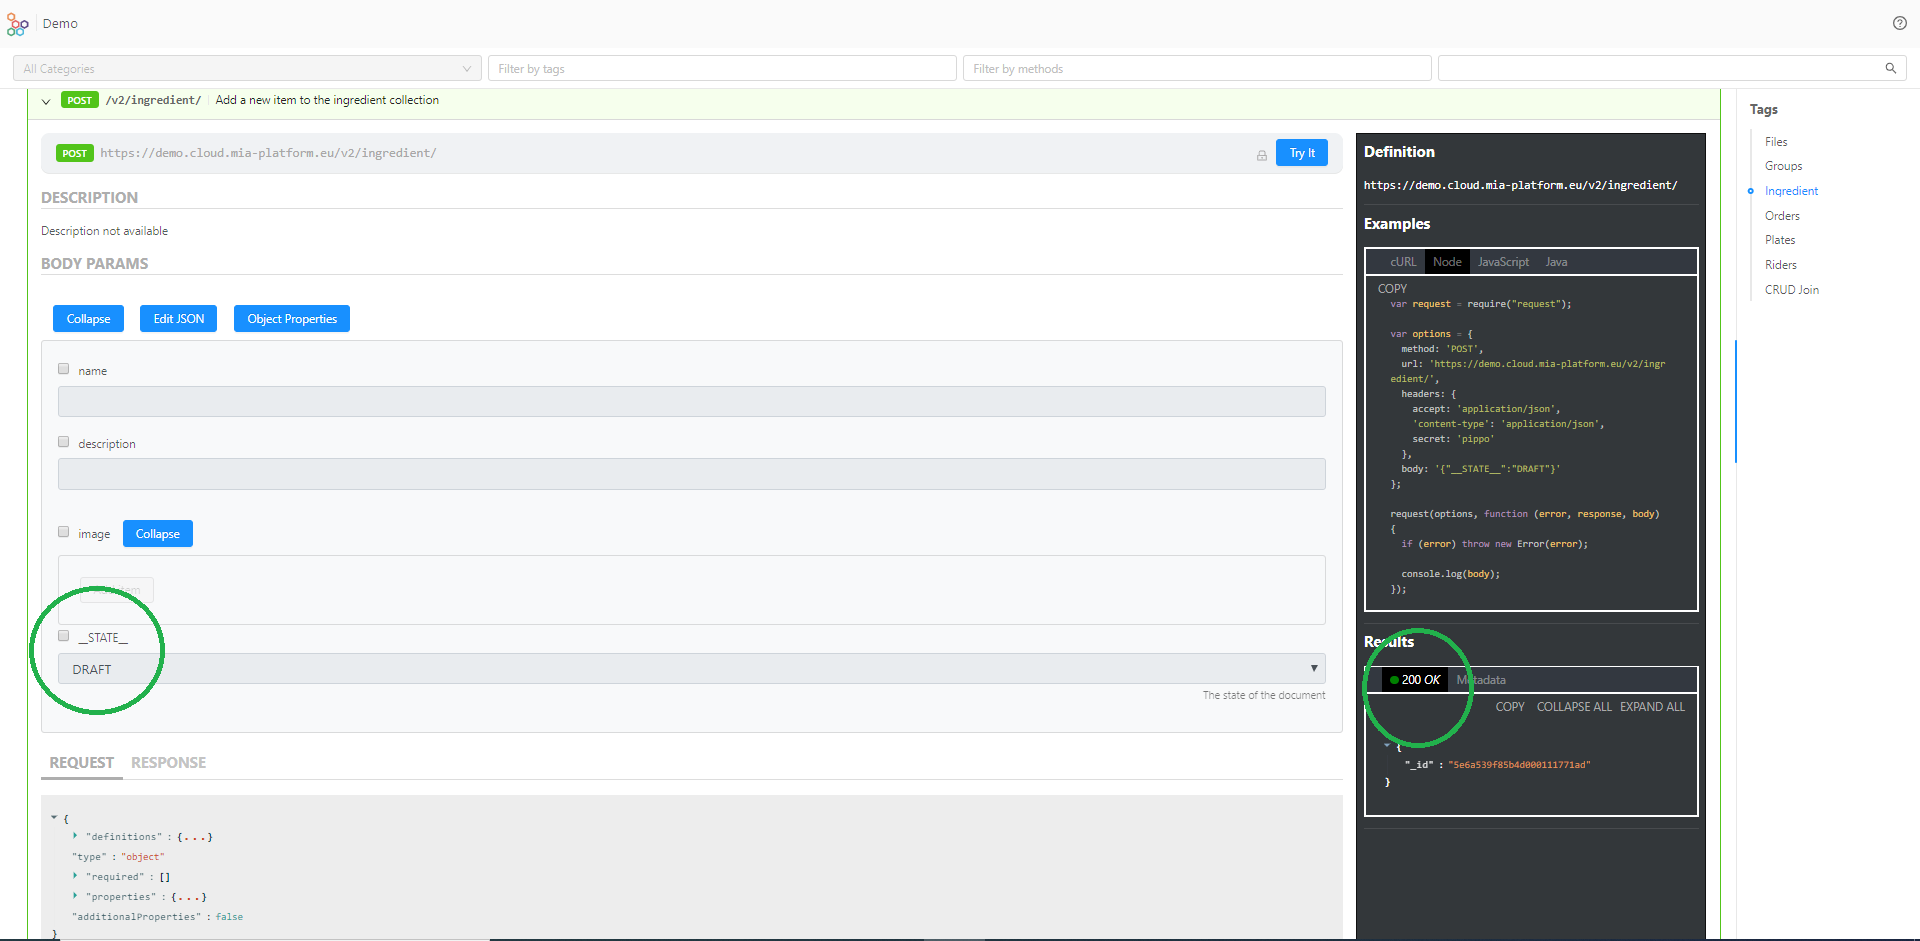 Demo
All Categories
Filter by tags
Filter by methods
POST /v2/ingredient/ Add a new item to the ingredient collection
POST https://demo.cloud.mia-platform.eu/v2/ingredient/
Try It
DESCRIPTION
Description not available
BODY PARAMS
Collapse
Edit JSON
Object Properties
name
description
image
Collapse
__STATE__
DRAFT
The state of the document
REQUEST
RESPONSE
{
"definitions" : {...}
"type" : "object"
"required" : []
"properties" : {...}
"additionalProperties" : false
}
Definition
https://demo.cloud.mia-platform.eu/v2/ingredient/
Examples
cURL
Node
JavaScript
Java
COPY
var request = require("request");
var options = {
method: 'POST',
url: 'https://demo.cloud.mia-platform.eu/v2/ingr
edient/',
headers: {
accept: 'application/json',
'content-type': 'application/json',
secret: 'pippo'
},
body: '{"__STATE__":"DRAFT"}'
};
request(options, function (error, response, body)
{
if (error) throw new Error(error);
console.log(body);
});
Results
200 OK
Metadata
COPY
COLLAPSE ALL
EXPAND ALL
{
"_id" : "5e6a539f85b4d000111771ad"
}
Tags
Files
Groups
Ingredient
Orders
Plates
Riders
CRUD Join